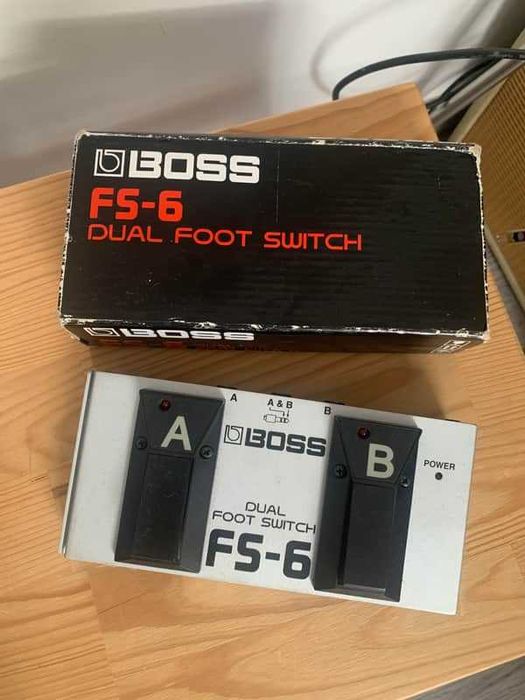 BOSS
FS-6
DUAL FOOT SWITCH
BOSS
A
A & B
B
A
BOSS
B
POWER
DUAL
FOOT SWITCH
FS-6